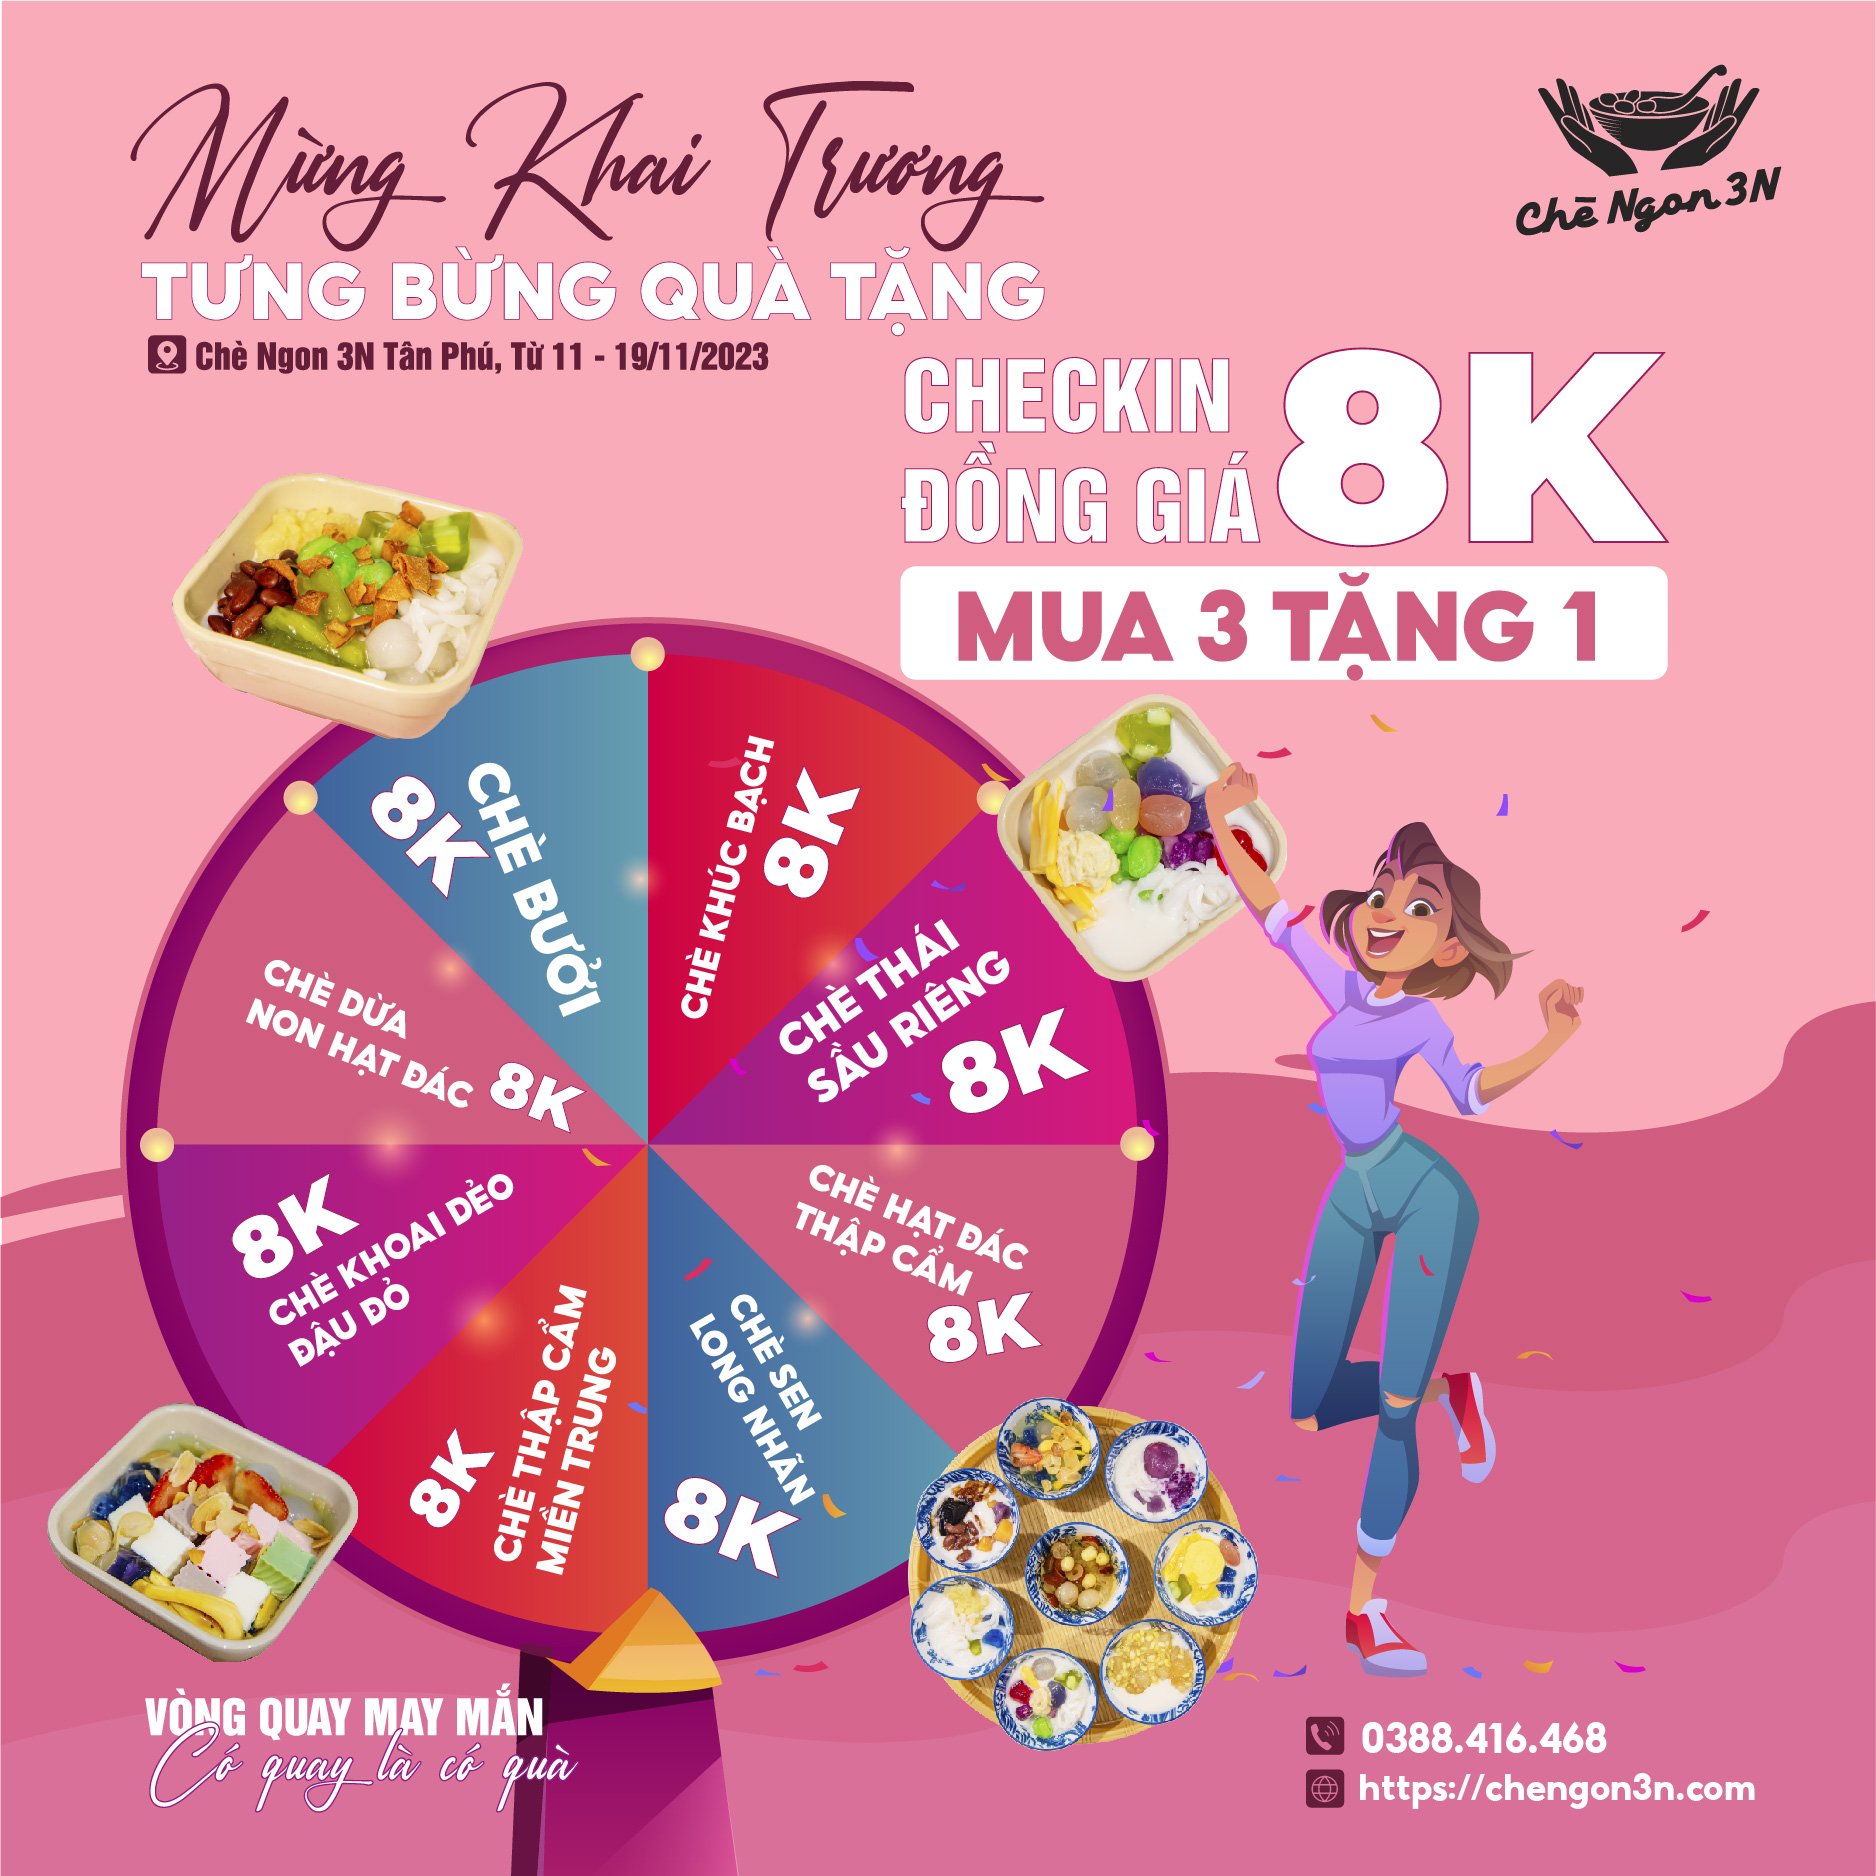 Mừng Khai Trương
TƯNG BỪNG QUÀ TẶNG
Chè Ngon 3N Tân Phú, Từ 11 - 19/11/2023
Chè Ngon 3N
CHECKIN
ĐỒNG GIÁ
8K
MUA 3 TẶNG 1
CHÈ BƯỞI
8K
CHÈ KHÚC BẠCH
8K
CHÈ THÁI
SẦU RIÊNG
8K
CHÈ HẠT ĐÁC
THẬP CẨM
8K
CHÈ SEN
LONG NHÃN
8K
CHÈ THẬP CẨM
MIỀN TRUNG
8K
8K
CHÈ KHOAI DẺO
ĐẬU ĐỎ
CHÈ DỪA
NON HẠT ĐÁC
8K
VÒNG QUAY MAY MẮN
Có quay là có quà
0388.416.468
https://chengon3n.com